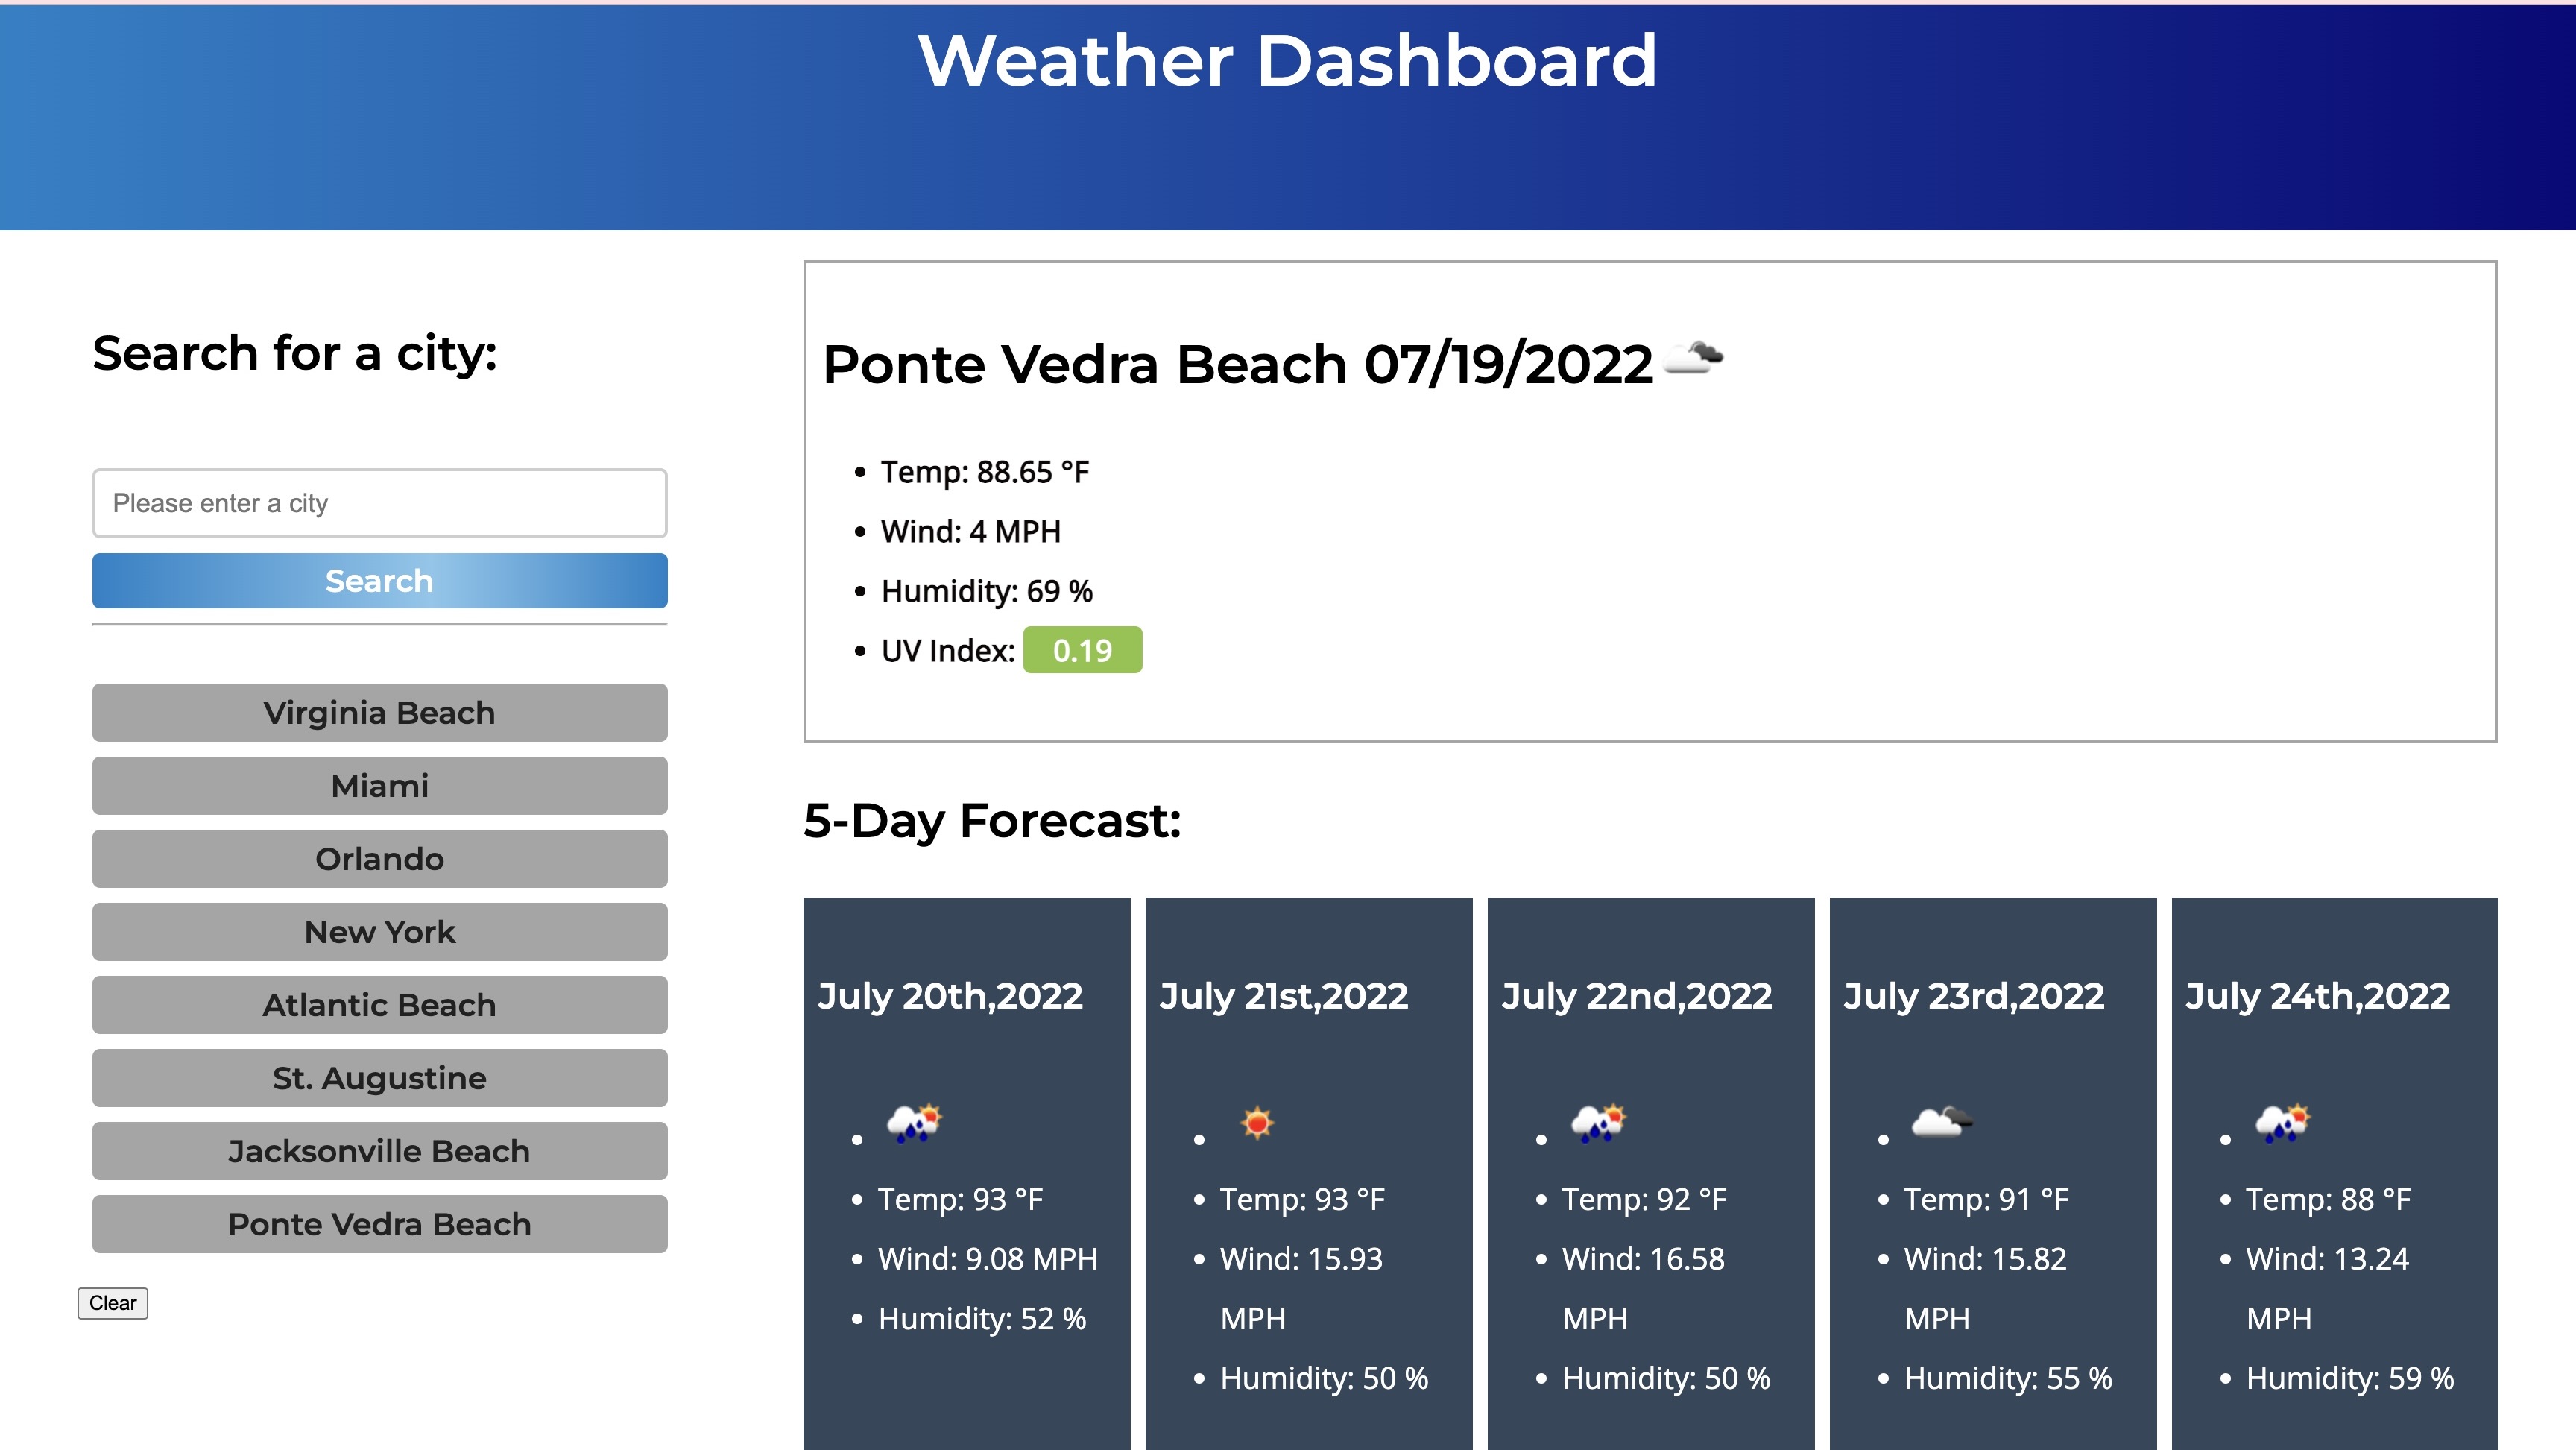 Weather Dashboard
Search for a city:
Please enter a city
Search
Virginia Beach
Miami
Orlando
New York
Atlantic Beach
St. Augustine
Jacksonville Beach
Ponte Vedra Beach
Clear
Ponte Vedra Beach 07/19/2022
Temp: 88.65 °F
Wind: 4 MPH
Humidity: 69 %
UV Index: 0.19
5-Day Forecast:
July 20th,2022
Temp: 93 °F
Wind: 9.08 MPH
Humidity: 52 %
July 21st,2022
Temp: 93 °F
Wind: 15.93
MPH
Humidity: 50 %
July 22nd,2022
Temp: 92 °F
Wind: 16.58
MPH
Humidity: 50 %
July 23rd,2022
Temp: 91 °F
Wind: 15.82
MPH
Humidity: 55 %
July 24th,2022
Temp: 88 °F
Wind: 13.24
MPH
Humidity: 59 %